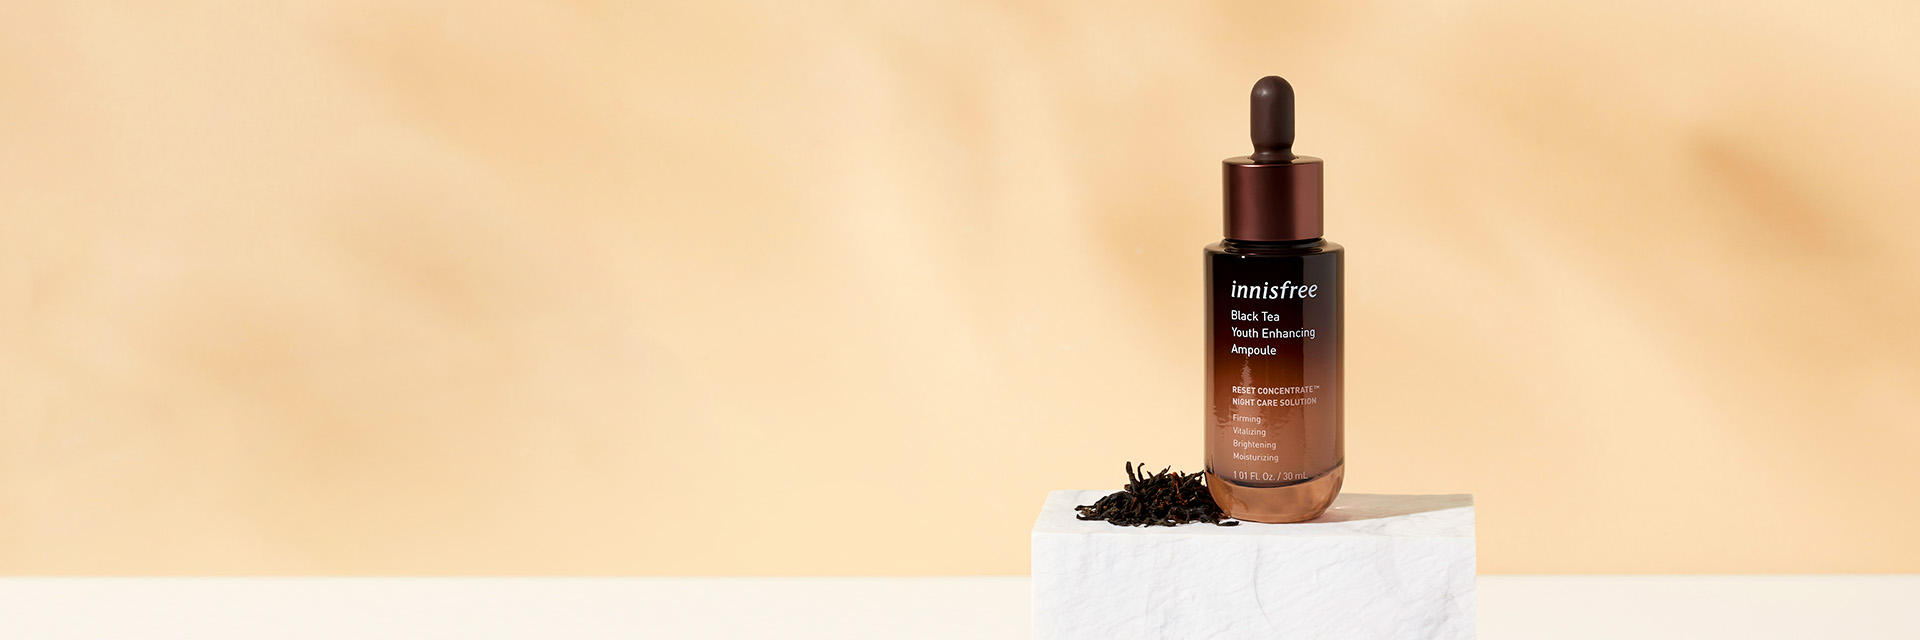 innisfree
Black Tea
Youth Enhancing
Ampoule
RESET CONCENTRATE™
NIGHT CARE SOLUTION
Firming
Vitalizing
Brightening
Moisturizing
1 01 Fl. Oz. / 30 mL